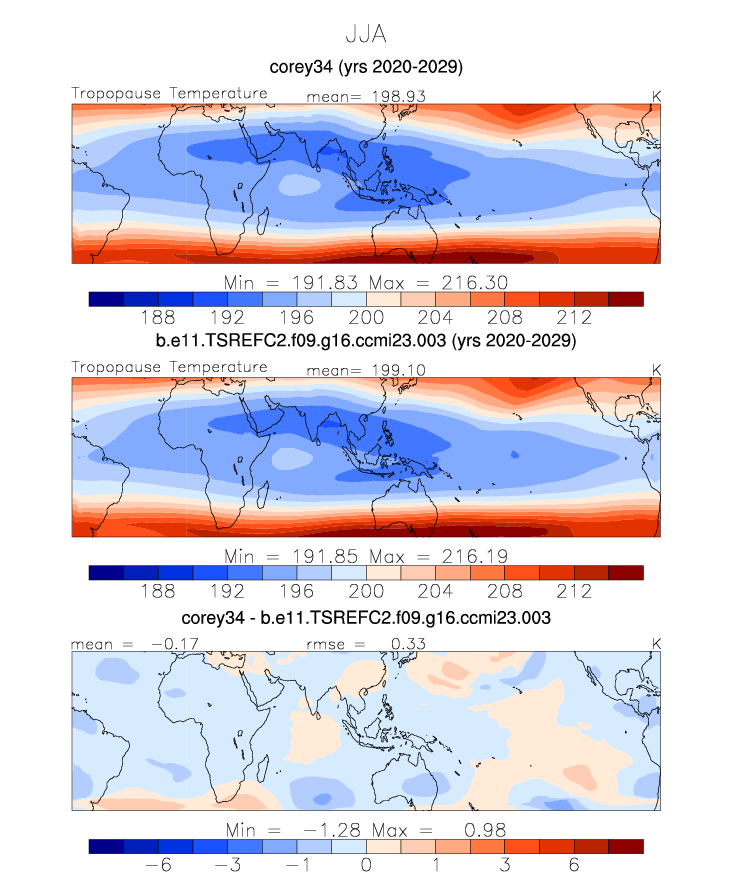 JJA
corey34 (yrs 2020-2029)
Tropopause Temperature mean= 198.93 K
Min = 191.83 Max = 216.30
188 192 196 200 204 208 212
b.e11.TSREFC2.f09.g16.ccmi23.003 (yrs 2020-2029)
Tropopause Temperature mean= 199.10 K
Min = 191.85 Max = 216.19
188 192 196 200 204 208 212
corey34 - b.e11.TSREFC2.f09.g16.ccmi23.003
mean = -0.17 rmse = 0.33 K
Min = -1.28 Max = 0.98
-6 -3 -1 0 1 3 6